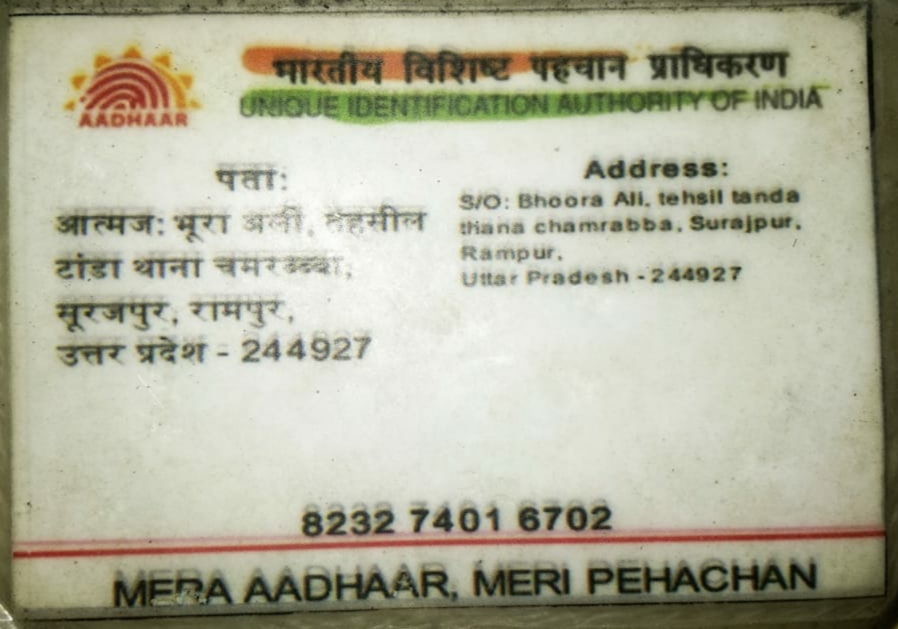 AADHAAR
भारतीय विशिष्ट पहचान प्राधिकरण
UNIQUE IDENTIFICATION AUTHORITY OF INDIA
पता:
आत्मज: भूरा अली, तेहसील
टांडा थाना चमरब्ब्बा,
सूरजपुर, रामपुर,
उत्तर प्रदेश - 244927
Address:
S/O: Bhoora Ali, tehsil tanda
thana chamrabba, Surajpur,
Rampur,
Uttar Pradesh - 244927
8232 7401 6702
MERA AADHAAR, MERI PEHACHAN